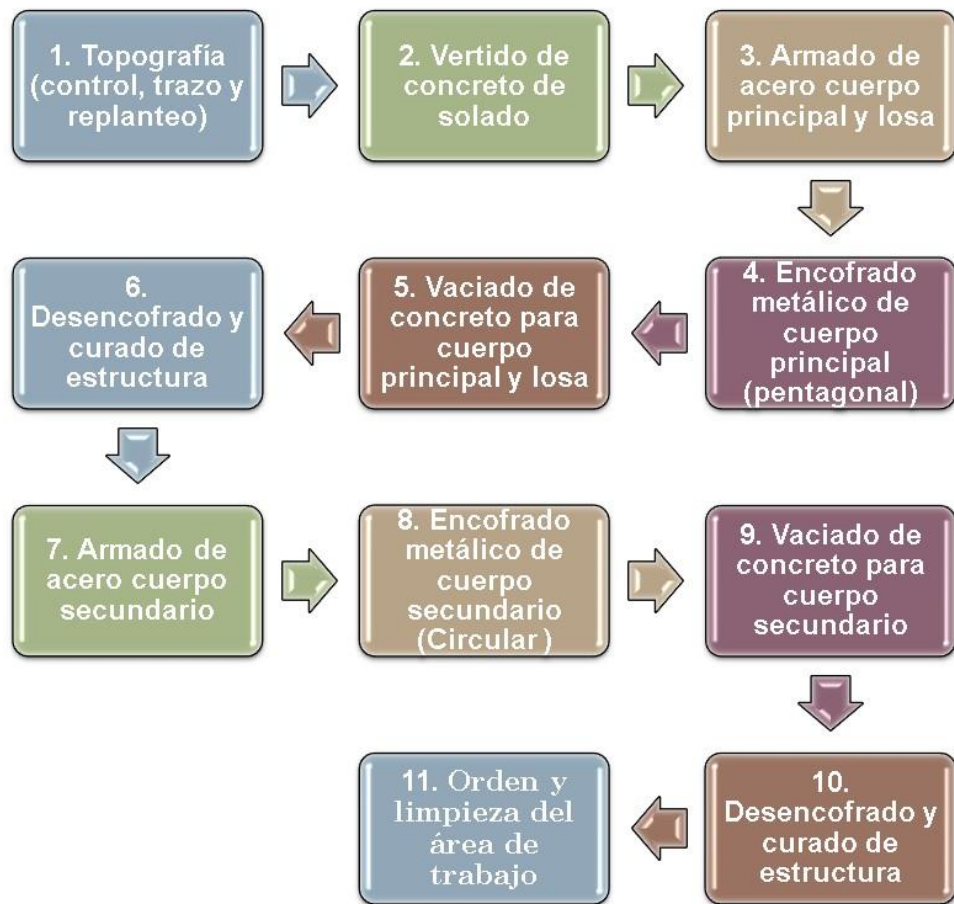 1. Topografía
(control, trazo y
replanteo)
2. Vertido de
concreto de
solado
3. Armado de
acero cuerpo
principal y losa
4. Encofrado
metálico de
cuerpo
principal
(pentagonal)
5. Vaciado de
concreto para
cuerpo
principal y losa
6.
Desencofrado y
curado de
estructura
7. Armado de
acero cuerpo
secundario
8. Encofrado
metálico de
cuerpo
secundario
(Circular)
9. Vaciado de
concreto para
cuerpo
secundario
10.
Desencofrado y
curado de
estructura
11. Orden y
limpieza del
área de
trabajo